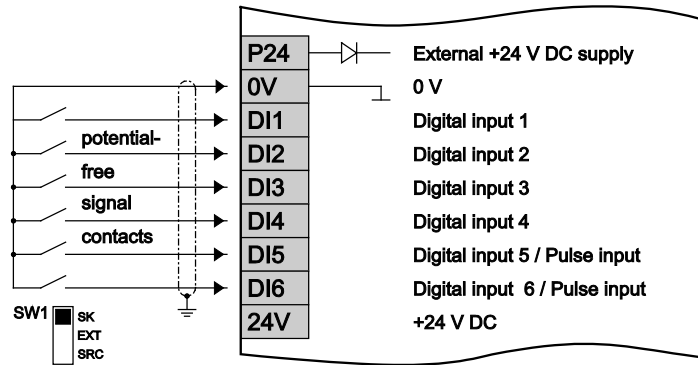 P24 External +24 V DC supply
0V 0 V
DI1 Digital input 1
potential-
DI2 Digital input 2
free
DI3 Digital input 3
signal
DI4 Digital input 4
contacts
DI5 Digital input 5 / Pulse input
DI6 Digital input 6 / Pulse input
SW1 SK
24V +24 V DC
EXT
SRC